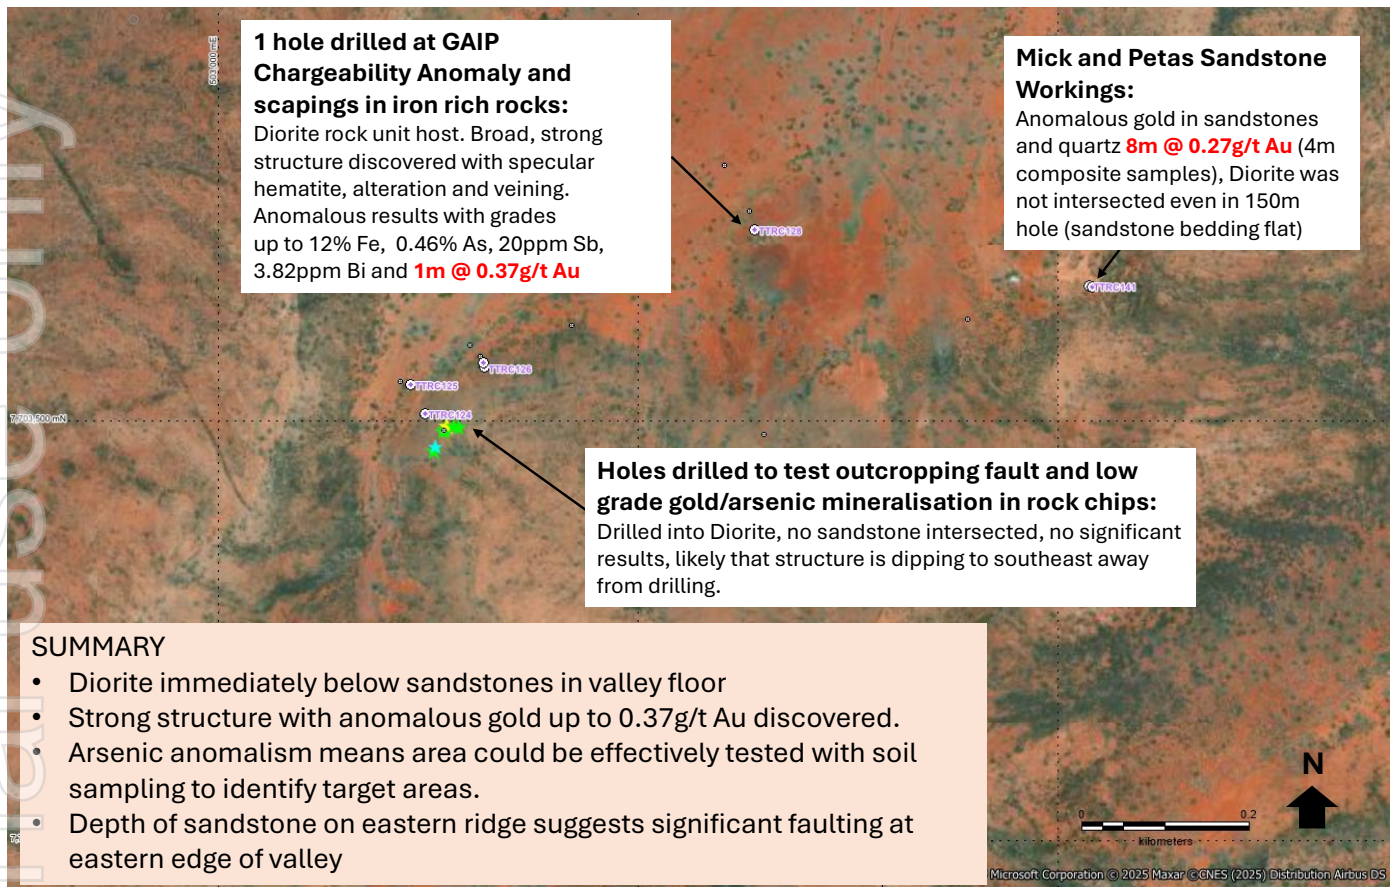 1 hole drilled at GAIP
Chargeability Anomaly and
scapings in iron rich rocks:
Diorite rock unit host. Broad, strong
structure discovered with specular
hematite, alteration and veining.
Anomalous results with grades
up to 12% Fe,  0.46% As, 20ppm Sb,
3.82ppm Bi and 1m @ 0.37g/t Au
Mick and Petas Sandstone
Workings:
Anomalous gold in sandstones
and quartz 8m @ 0.27g/t Au (4m
composite samples), Diorite was
not intersected even in 150m
hole (sandstone bedding flat)
503,000 mE
TTRC128
TTRC141
TTRC126
TTRC125
TTRC124
7,703,500 mN
Holes drilled to test outcropping fault and low
grade gold/arsenic mineralisation in rock chips:
Drilled into Diorite, no sandstone intersected, no significant
results, likely that structure is dipping to southeast away
from drilling.
SUMMARY
• Diorite immediately below sandstones in valley floor
• Strong structure with anomalous gold up to 0.37g/t Au discovered.
• Arsenic anomalism means area could be effectively tested with soil
sampling to identify target areas.
• Depth of sandstone on eastern ridge suggests significant faulting at
eastern edge of valley
N
0 0.2
kilometers
Microsoft Corporation © 2025 Maxar ©CNES (2025) Distribution Airbus DS